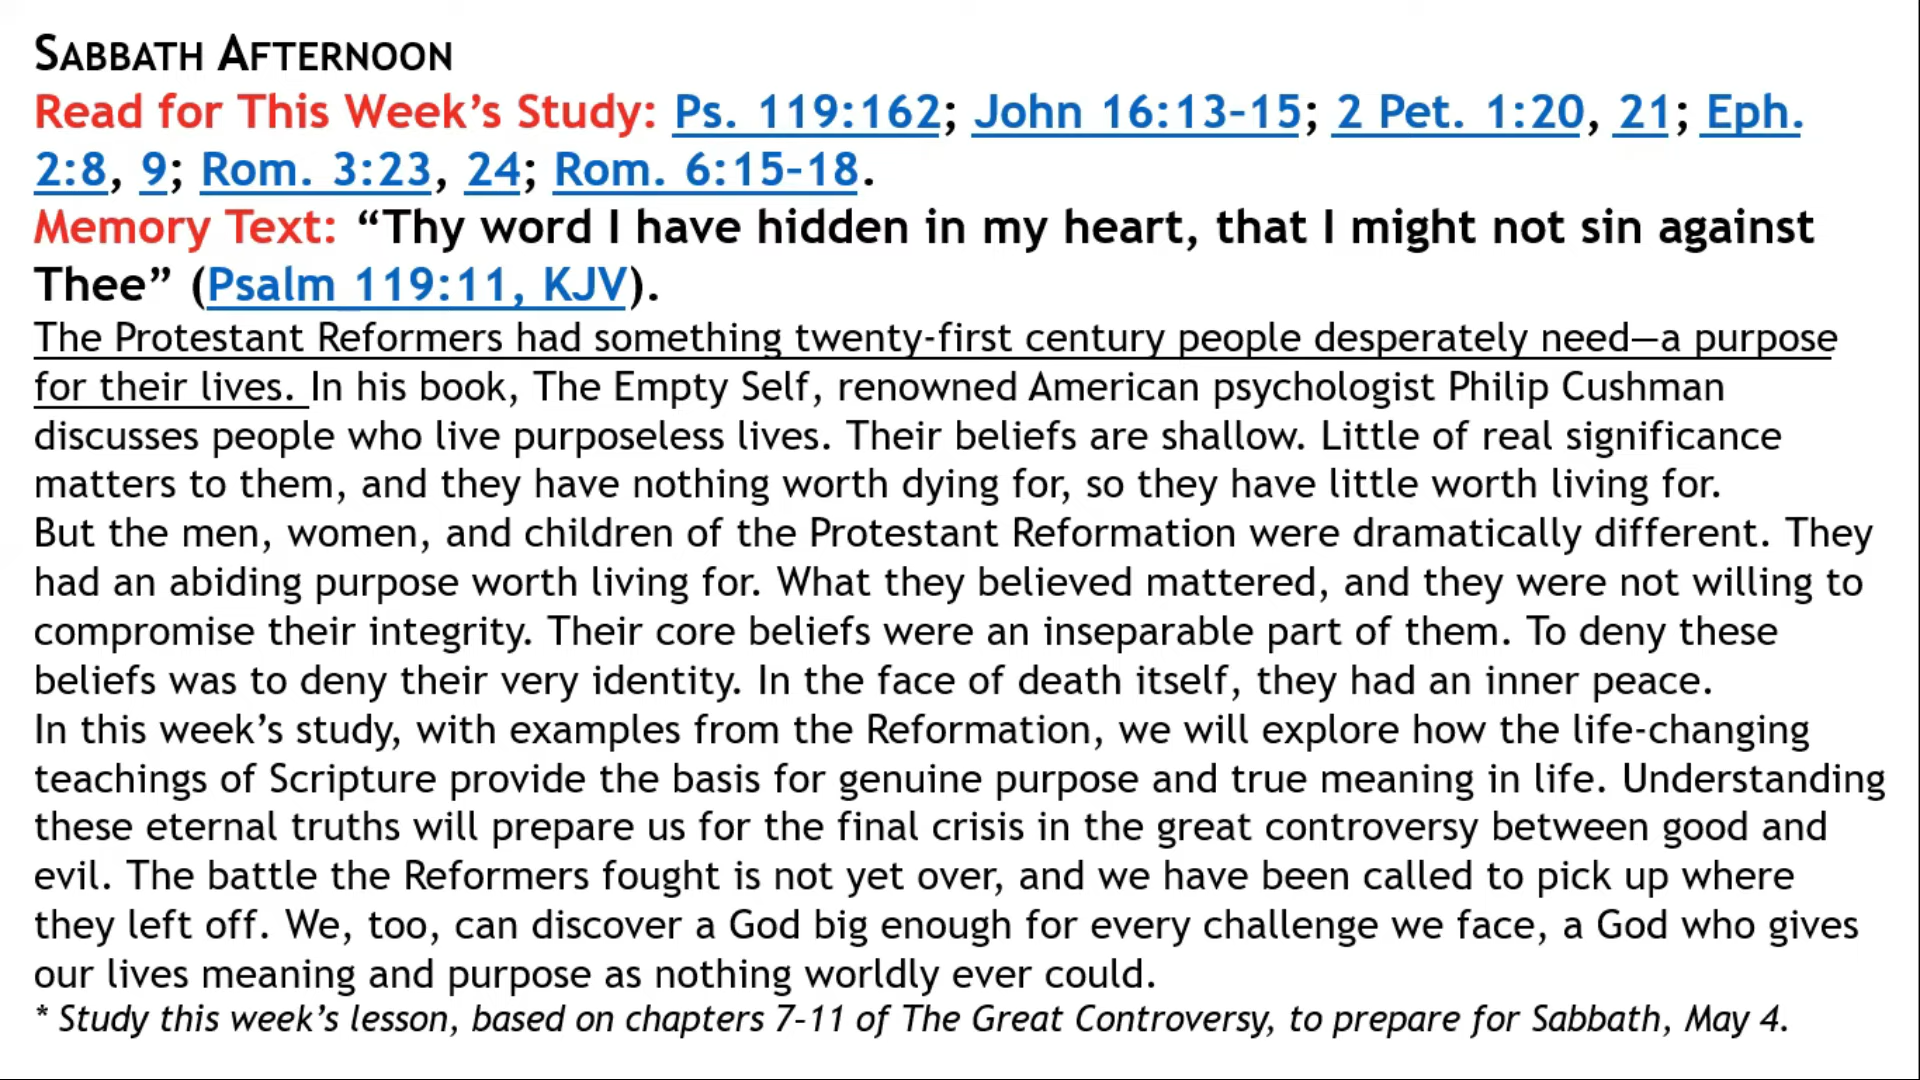 SABBATH AFTERNOON
Read for This Week’s Study: Ps. 119:162; John 16:13–15; 2 Pet. 1:20, 21; Eph.
2:8, 9; Rom. 3:23, 24; Rom. 6:15–18.
Memory Text: “Thy word I have hidden in my heart, that I might not sin against
Thee” (Psalm 119:11, KJV).
The Protestant Reformers had something twenty-first century people desperately need—a purpose
for their lives. In his book, The Empty Self, renowned American psychologist Philip Cushman
discusses people who live purposeless lives. Their beliefs are shallow. Little of real significance
matters to them, and they have nothing worth dying for, so they have little worth living for.
But the men, women, and children of the Protestant Reformation were dramatically different. They
had an abiding purpose worth living for. What they believed mattered, and they were not willing to
compromise their integrity. Their core beliefs were an inseparable part of them. To deny these
beliefs was to deny their very identity. In the face of death itself, they had an inner peace.
In this week’s study, with examples from the Reformation, we will explore how the life-changing
teachings of Scripture provide the basis for genuine purpose and true meaning in life. Understanding
these eternal truths will prepare us for the final crisis in the great controversy between good and
evil. The battle the Reformers fought is not yet over, and we have been called to pick up where
they left off. We, too, can discover a God big enough for every challenge we face, a God who gives
our lives meaning and purpose as nothing worldly ever could.
* Study this week’s lesson, based on chapters 7–11 of The Great Controversy, to prepare for Sabbath, May 4.